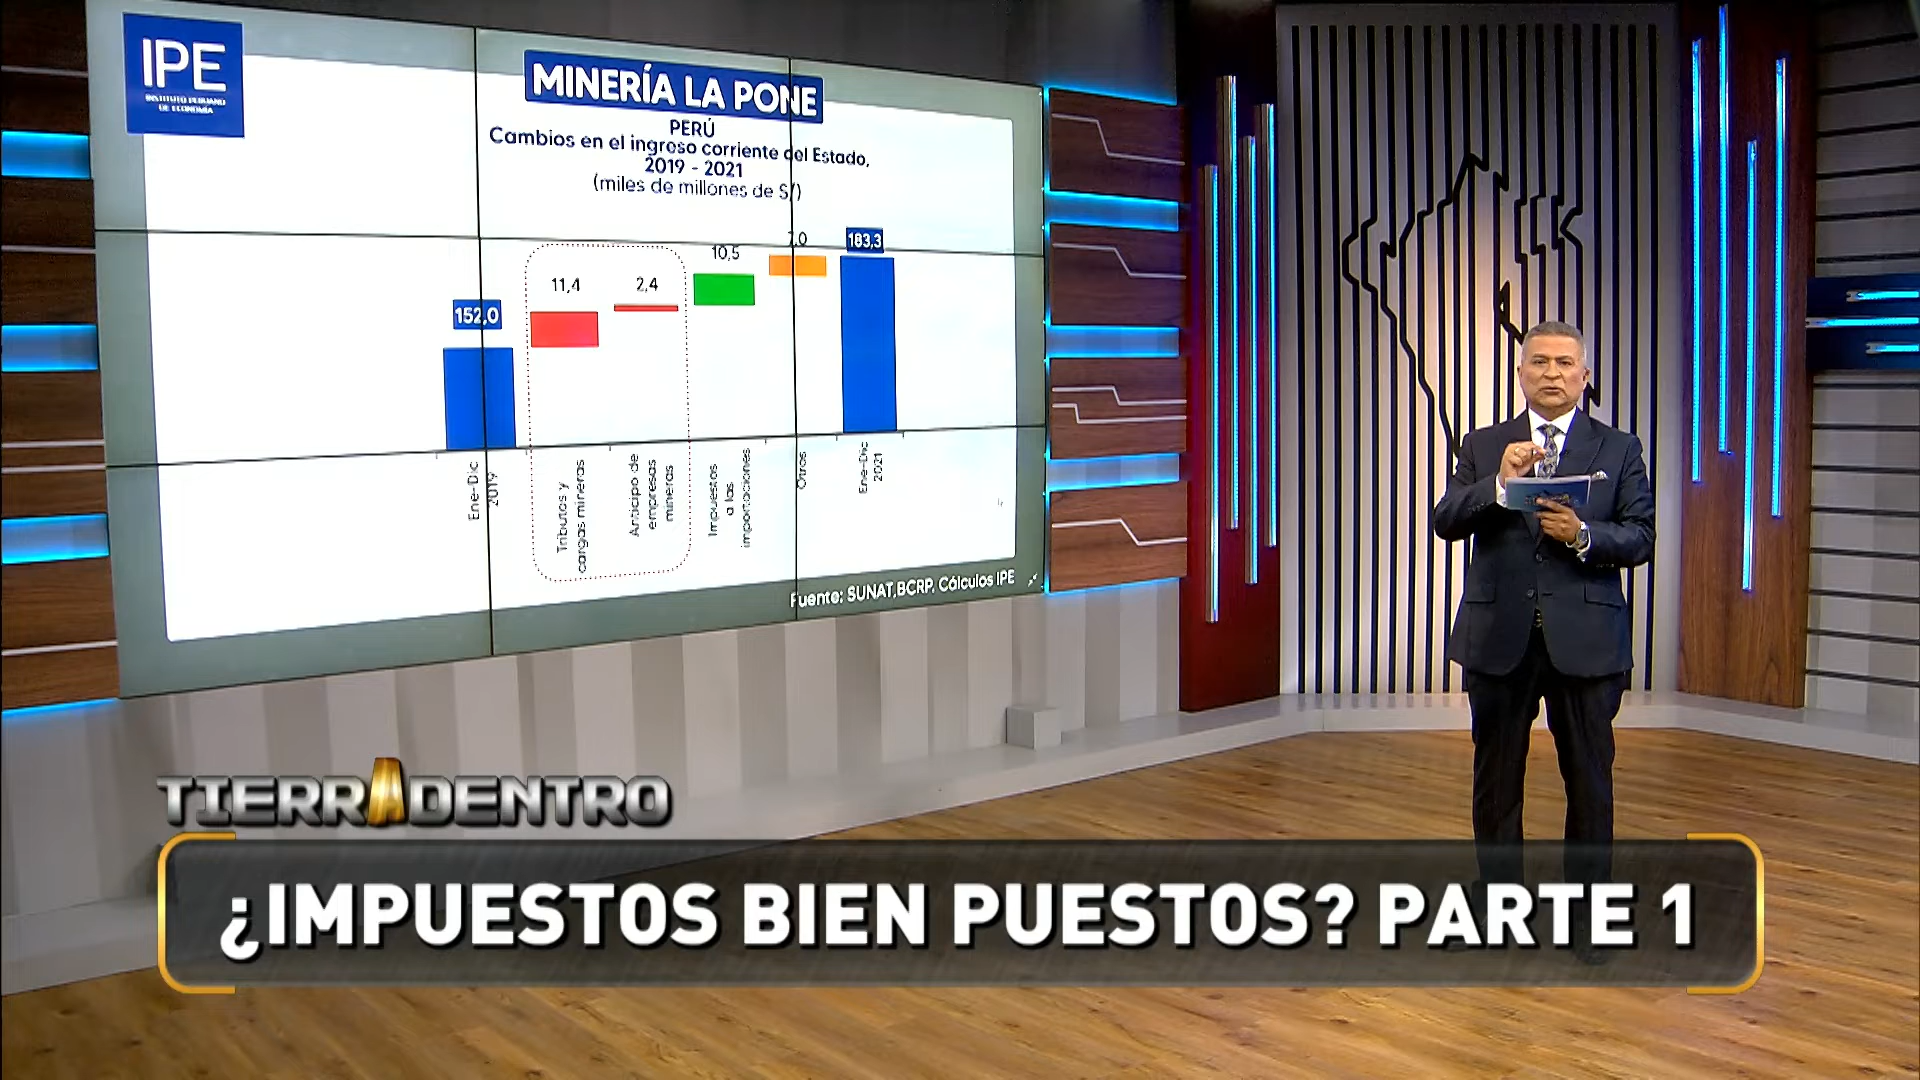 IPE
INSTITUTO PERUANO
DE ECONOMÍA
MINERÍA LA PONE
PERÚ
Cambios en el ingreso corriente del Estado,
2019 - 2021
(miles de millones de S/)
152,0
11,4
2,4
10,5
7,0
183,3
Ene-Dic
2019
Tributos y
cargas mineras
Anticipo de
empresas
mineras
Impuestos
a las
importaciones
Otros
Ene-Dic
2021
Fuente: SUNAT,BCRP, Cálculos IPE
TIERRADENTRO
¿IMPUESTOS BIEN PUESTOS? PARTE 1